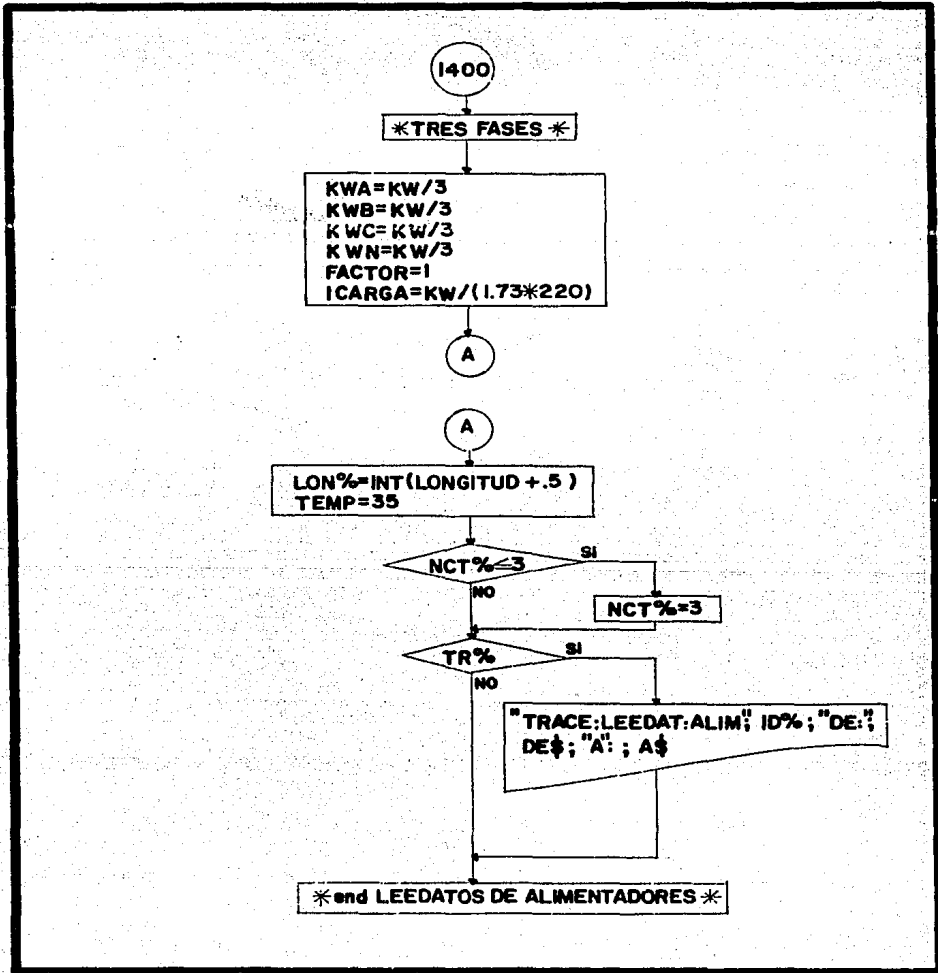 1400
*TRES FASES*
KWA=KW/3
KWB=KW/3
KWC=KW/3
KWN=KW/3
FACTOR=1
ICARGA=KW/(1.73*220)
A
A
LON%=INT(LONGITUD+.5)
TEMP=35
NCT%≤3
SI
NO
NCT%=3
TR%
SI
NO
"TRACE:LEEDAT:ALIM"; ID%; "DE:";
DE$; "A": ; A$
*end LEEDATOS DE ALIMENTADORES*